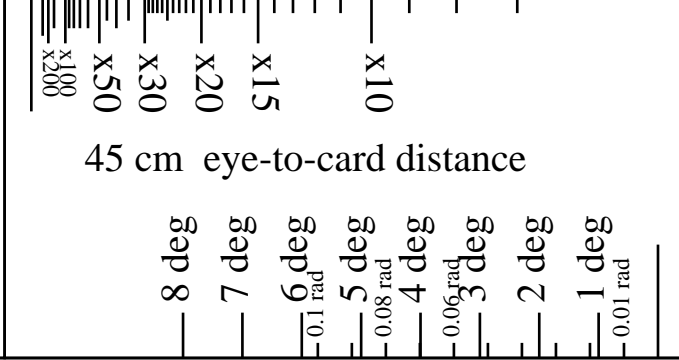 x200 x100 x50 x30 x20 x15 x10
45 cm eye-to-card distance
8 deg 7 deg 6 deg 0.1 rad 5 deg 0.08 rad 4 deg 0.06 rad 3 deg 2 deg 1 deg 0.01 rad